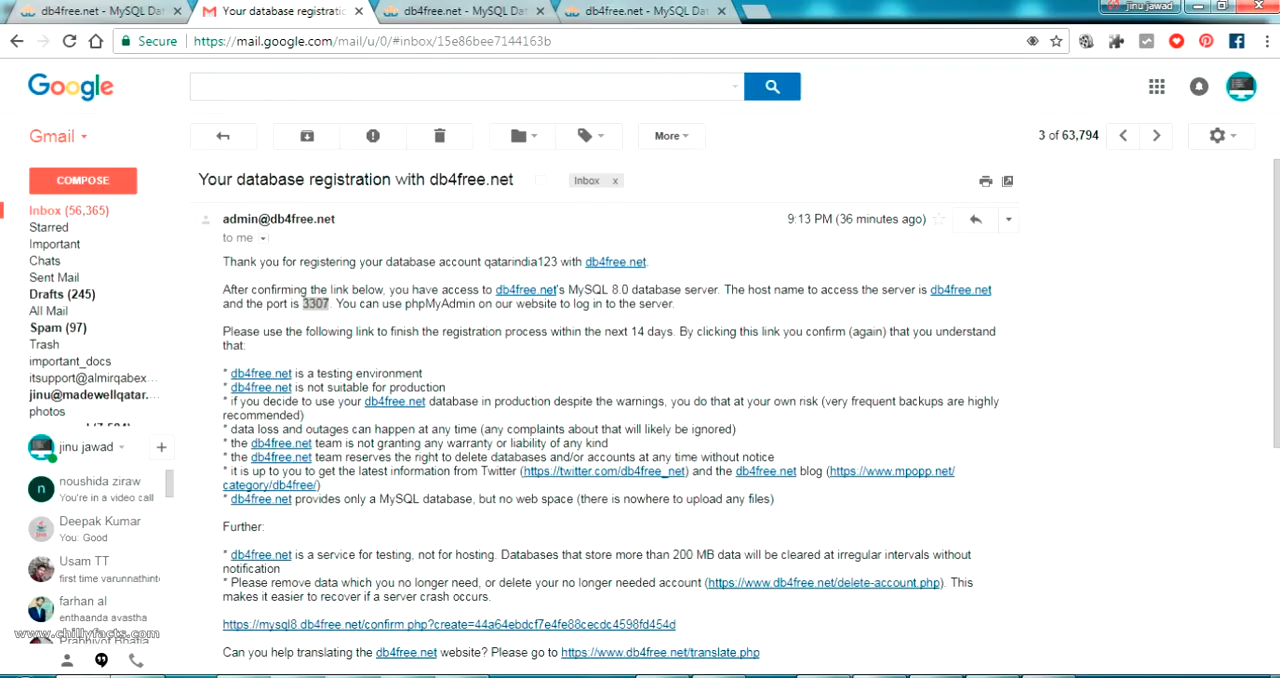 db4free.net - MySQL Dat
Your database registratic
db4free.net - MySQL Dat
db4free.net - MySQL Dat
jinu jawad
Secure
https://mail.google.com/mail/u/0/#inbox/15e86bee7144163b
Google
Gmail
More
3 of 63,794
COMPOSE
Inbox (56,365)
Starred
Important
Chats
Sent Mail
Drafts (245)
All Mail
Spam (97)
Trash
important_docs
itsupport@almirqabex...
jinu@madewellqatar....
photos
jinu jawad
noushida ziraw
You're in a video call
Deepak Kumar
You: Good
Usam TT
first time varunnathint
farhan al
enthaanda avastha
www.chillyfacts.com
Your database registration with db4free.net
Inbox x
admin@db4free.net
9:13 PM (36 minutes ago)
to me
Thank you for registering your database account qatarindia123 with db4free.net.
After confirming the link below, you have access to db4free.net's MySQL 8.0 database server. The host name to access the server is db4free.net
and the port is 3307. You can use phpMyAdmin on our website to log in to the server.
Please use the following link to finish the registration process within the next 14 days. By clicking this link you confirm (again) that you understand
that:
* db4free.net is a testing environment
* db4free.net is not suitable for production
* if you decide to use your db4free.net database in production despite the warnings, you do that at your own risk (very frequent backups are highly
recommended)
* data loss and outages can happen at any time (any complaints about that will likely be ignored)
* the db4free.net team is not granting any warranty or liability of any kind
* the db4free.net team reserves the right to delete databases and/or accounts at any time without notice
* it is up to you to get the latest information from Twitter (https://twitter.com/db4free_net) and the db4free.net blog (https://www.mpopp.net/
category/db4free/)
* db4free.net provides only a MySQL database, but no web space (there is nowhere to upload any files)
Further:
* db4free.net is a service for testing, not for hosting. Databases that store more than 200 MB data will be cleared at irregular intervals without
notification
* Please remove data which you no longer need, or delete your no longer needed account (https://www.db4free.net/delete-account.php). This
makes it easier to recover if a server crash occurs.
https://mysql8.db4free.net/confirm.php?create=44a64ebdcf7e4fe88cecdc4598fd454d
Can you help translating the db4free.net website? Please go to https://www.db4free.net/translate.php